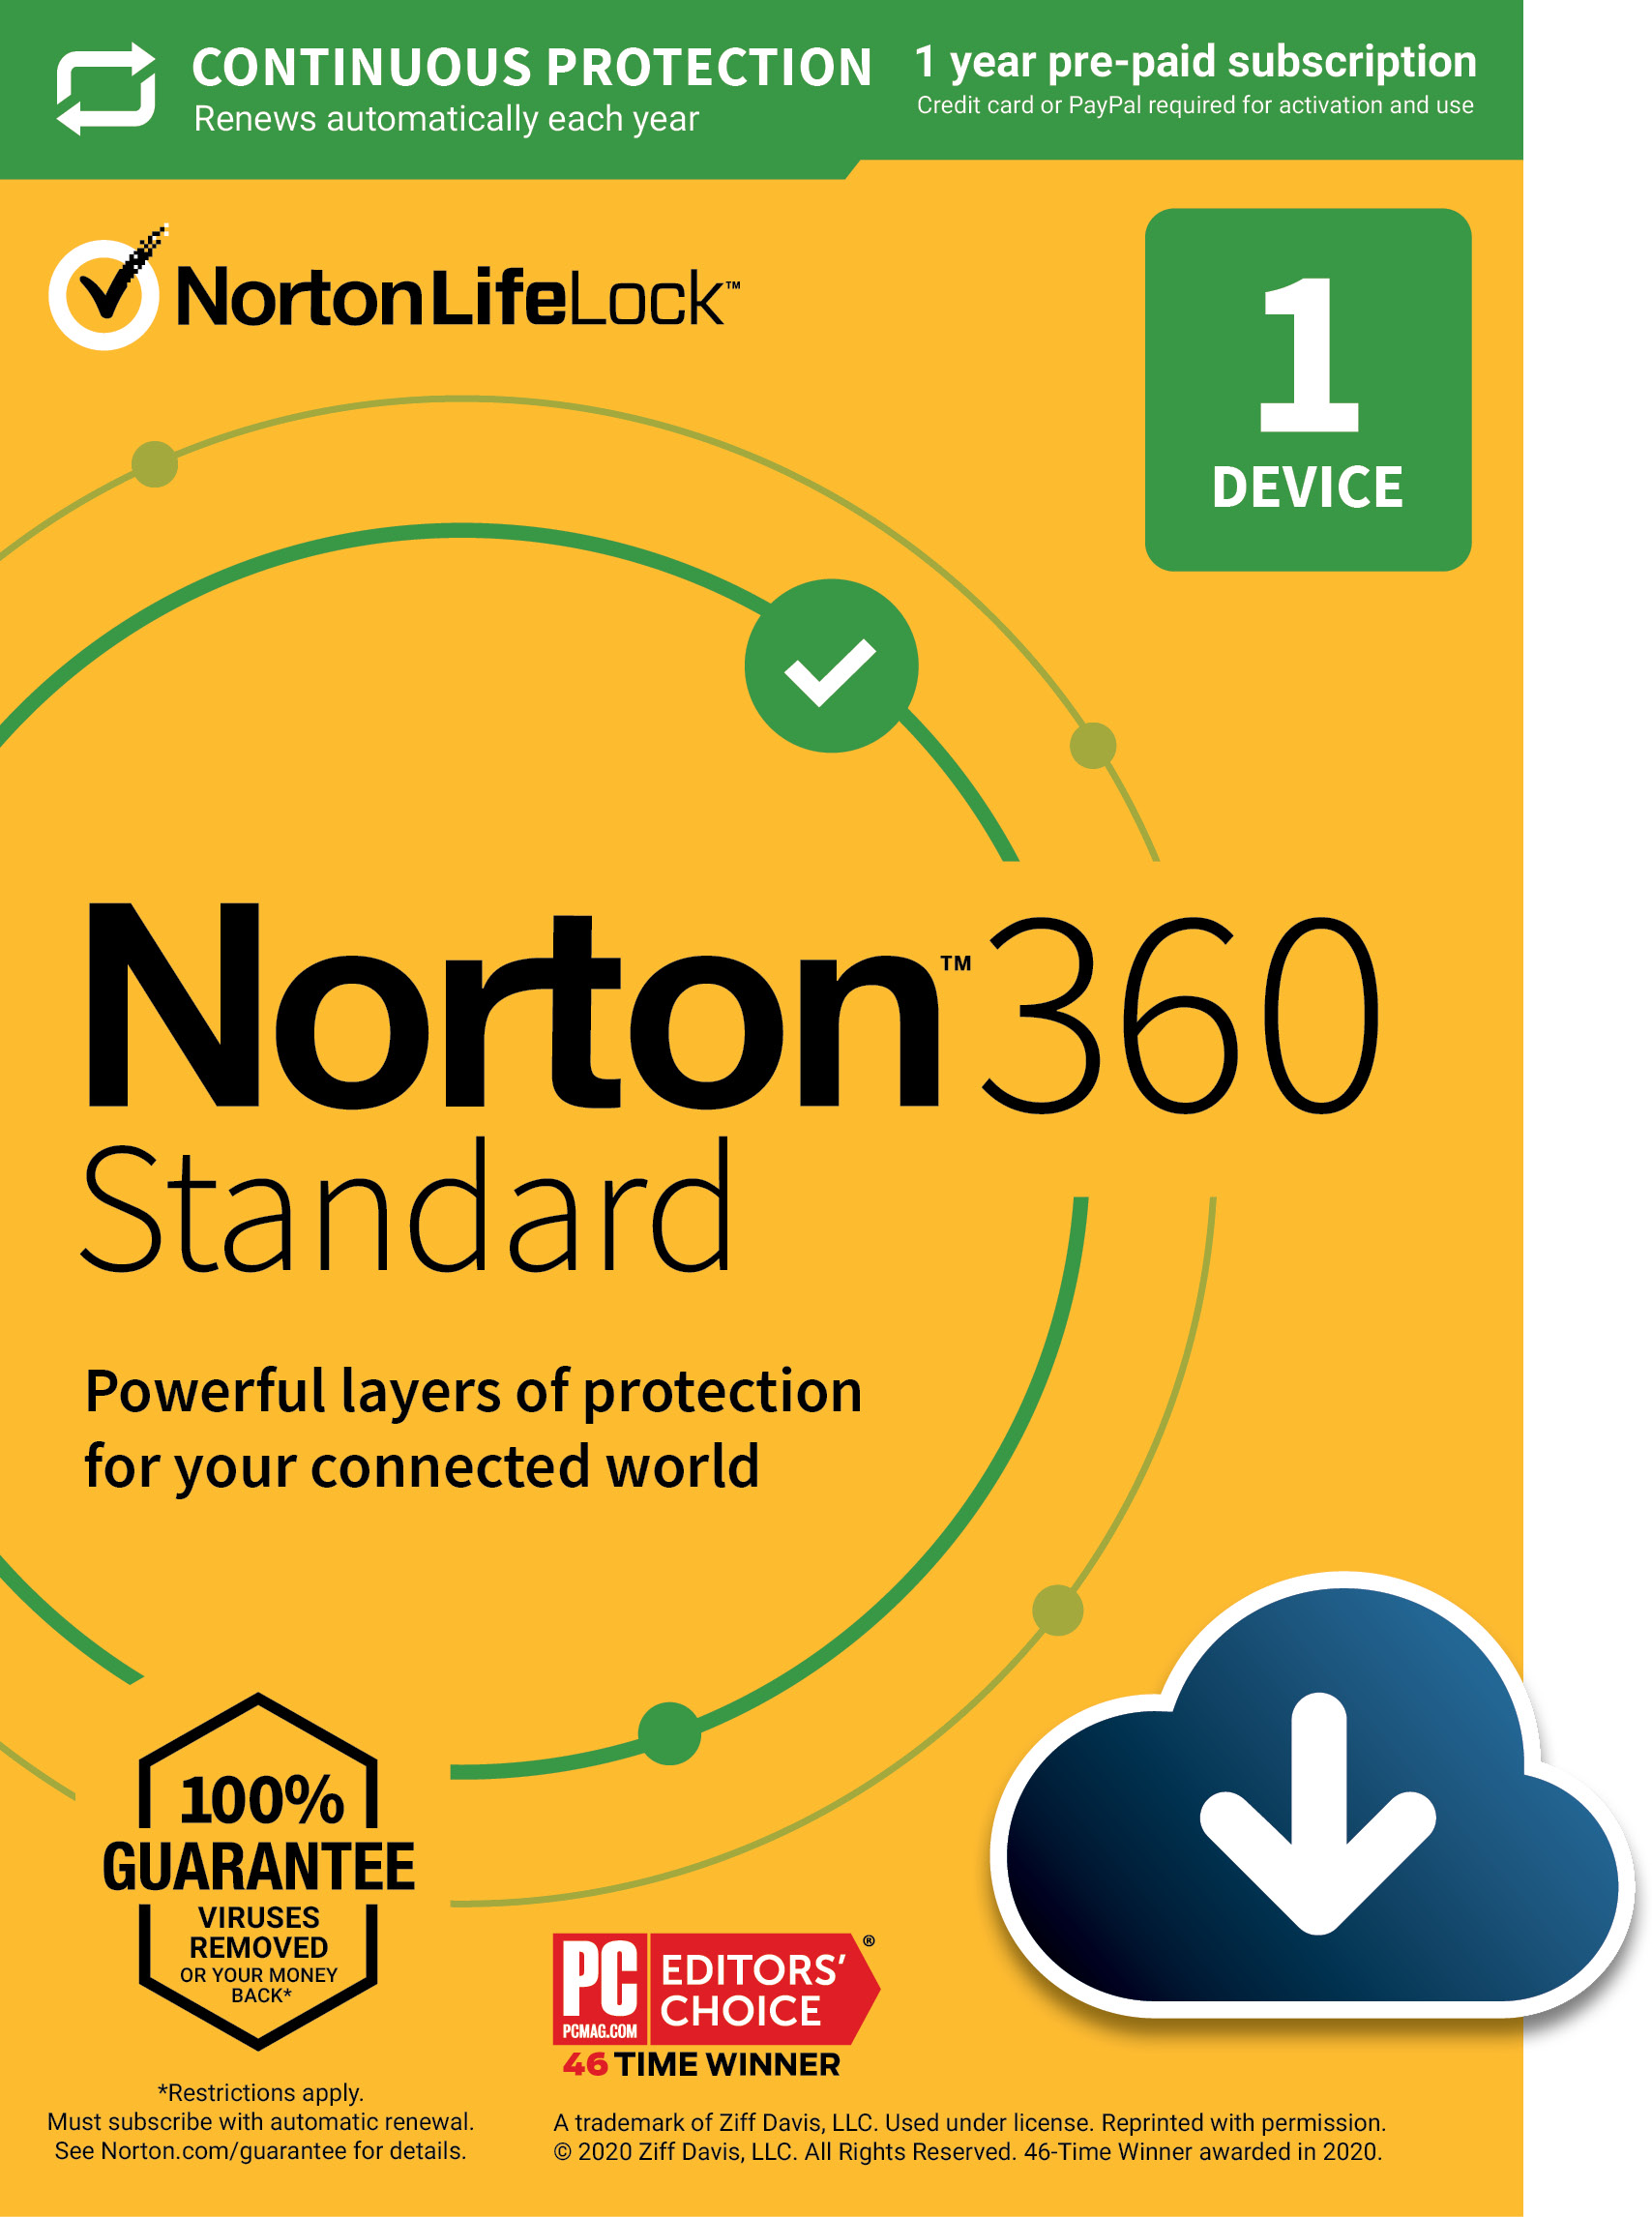 CONTINUOUS PROTECTION
Renews automatically each year
1 year pre-paid subscription
Credit card or PayPal required for activation and use
NortonLifeLock™
1
DEVICE
Norton™ 360
Standard
Powerful layers of protection
for your connected world
100%
GUARANTEE
VIRUSES
REMOVED
OR YOUR MONEY
BACK*
*Restrictions apply.
Must subscribe with automatic renewal.
See Norton.com/guarantee for details.
PC
PCMAG.COM
EDITORS’
CHOICE
®
46 TIME WINNER
A trademark of Ziff Davis, LLC. Used under license. Reprinted with permission.
© 2020 Ziff Davis, LLC. All Rights Reserved. 46-Time Winner awarded in 2020.